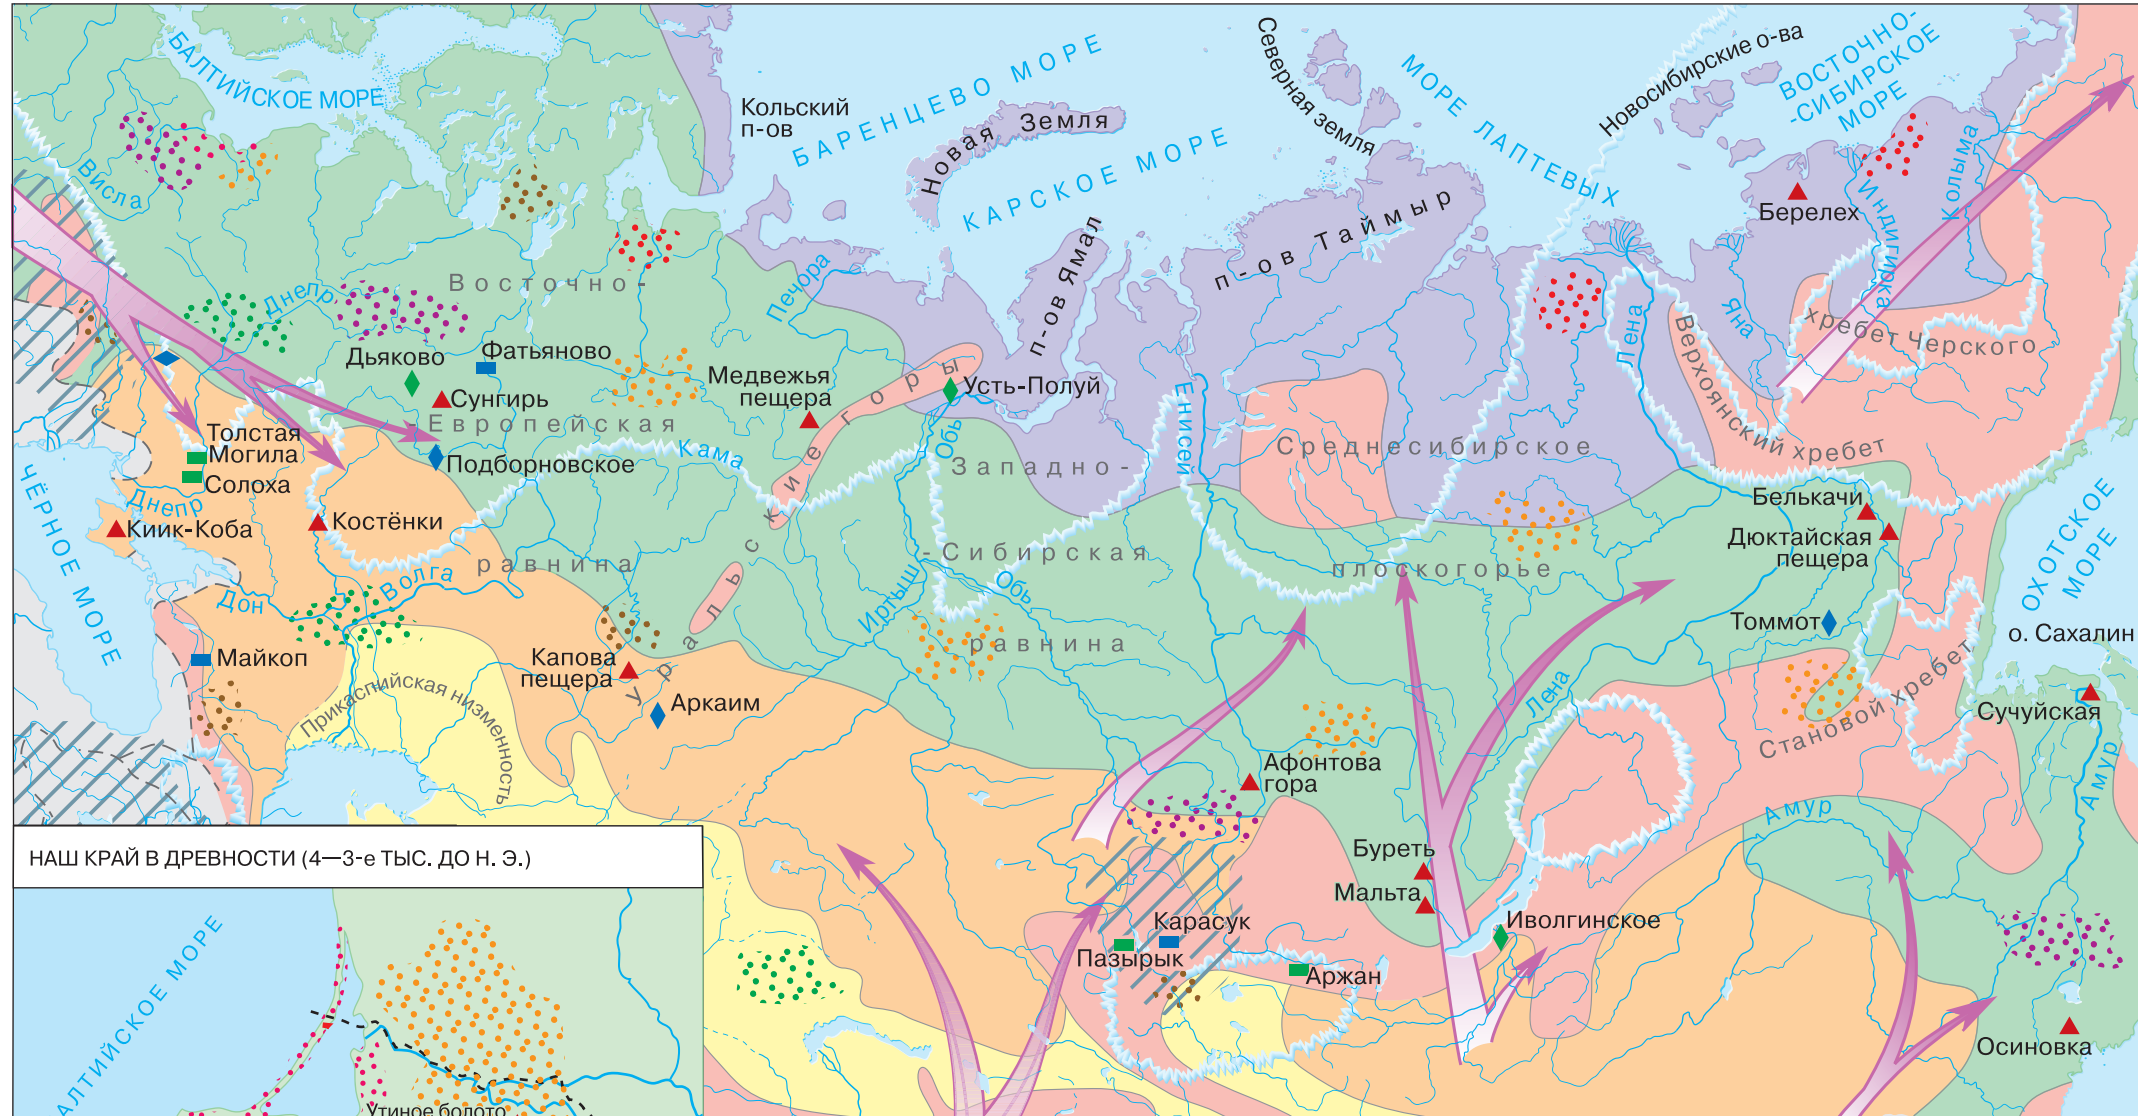 БАЛТИЙСКОЕ МОРЕ
Кольский
п-ов
БАРЕНЦЕВО МОРЕ
Новая Земля
КАРСКОЕ МОРЕ
Северная земля
МОРЕ ЛАПТЕВЫХ
Новосибирские о-ва
ВОСТОЧНО-
-СИБИРСКОЕ
МОРЕ
Висла
Берелех
Индигирка
Колыма
п-ов Ямал
п-ов Таймыр
Печора
Днепр
Восточно-
Дьяково
Фатьяново
Сунгирь
-Европейская
равнина
Медвежья
пещера
Уральские горы
Усть-Полуй
Обь
Енисей
Лена
Яна
Верхоянский хребет
хребет Черского
Толстая
Могила
Солоха
Подборновское
Кама
Западно-
-Сибирская
равнина
Среднесибирское
плоскогорье
Белькачи
Дюктайская
пещера
ЧЁРНОЕ МОРЕ
Днепр
Киик-Коба
Костёнки
Дон
Волга
Иртыш
Обь
ОХОТСКОЕ
МОРЕ
Томмот
о. Сахалин
Майкоп
Капова
пещера
Аркаим
Прикаспийская низменность
Лена
Становой хребет
Сучуйская
Амур
Афонтова
гора
Амур
Буреть
Мальта
Карасук
Пазырык
Аржан
Иволгинское
Осиновка
НАШ КРАЙ В ДРЕВНОСТИ (4—3-е ТЫС. ДО Н. Э.)
АЛТИЙСКОЕ МОРЕ
Утиное болото